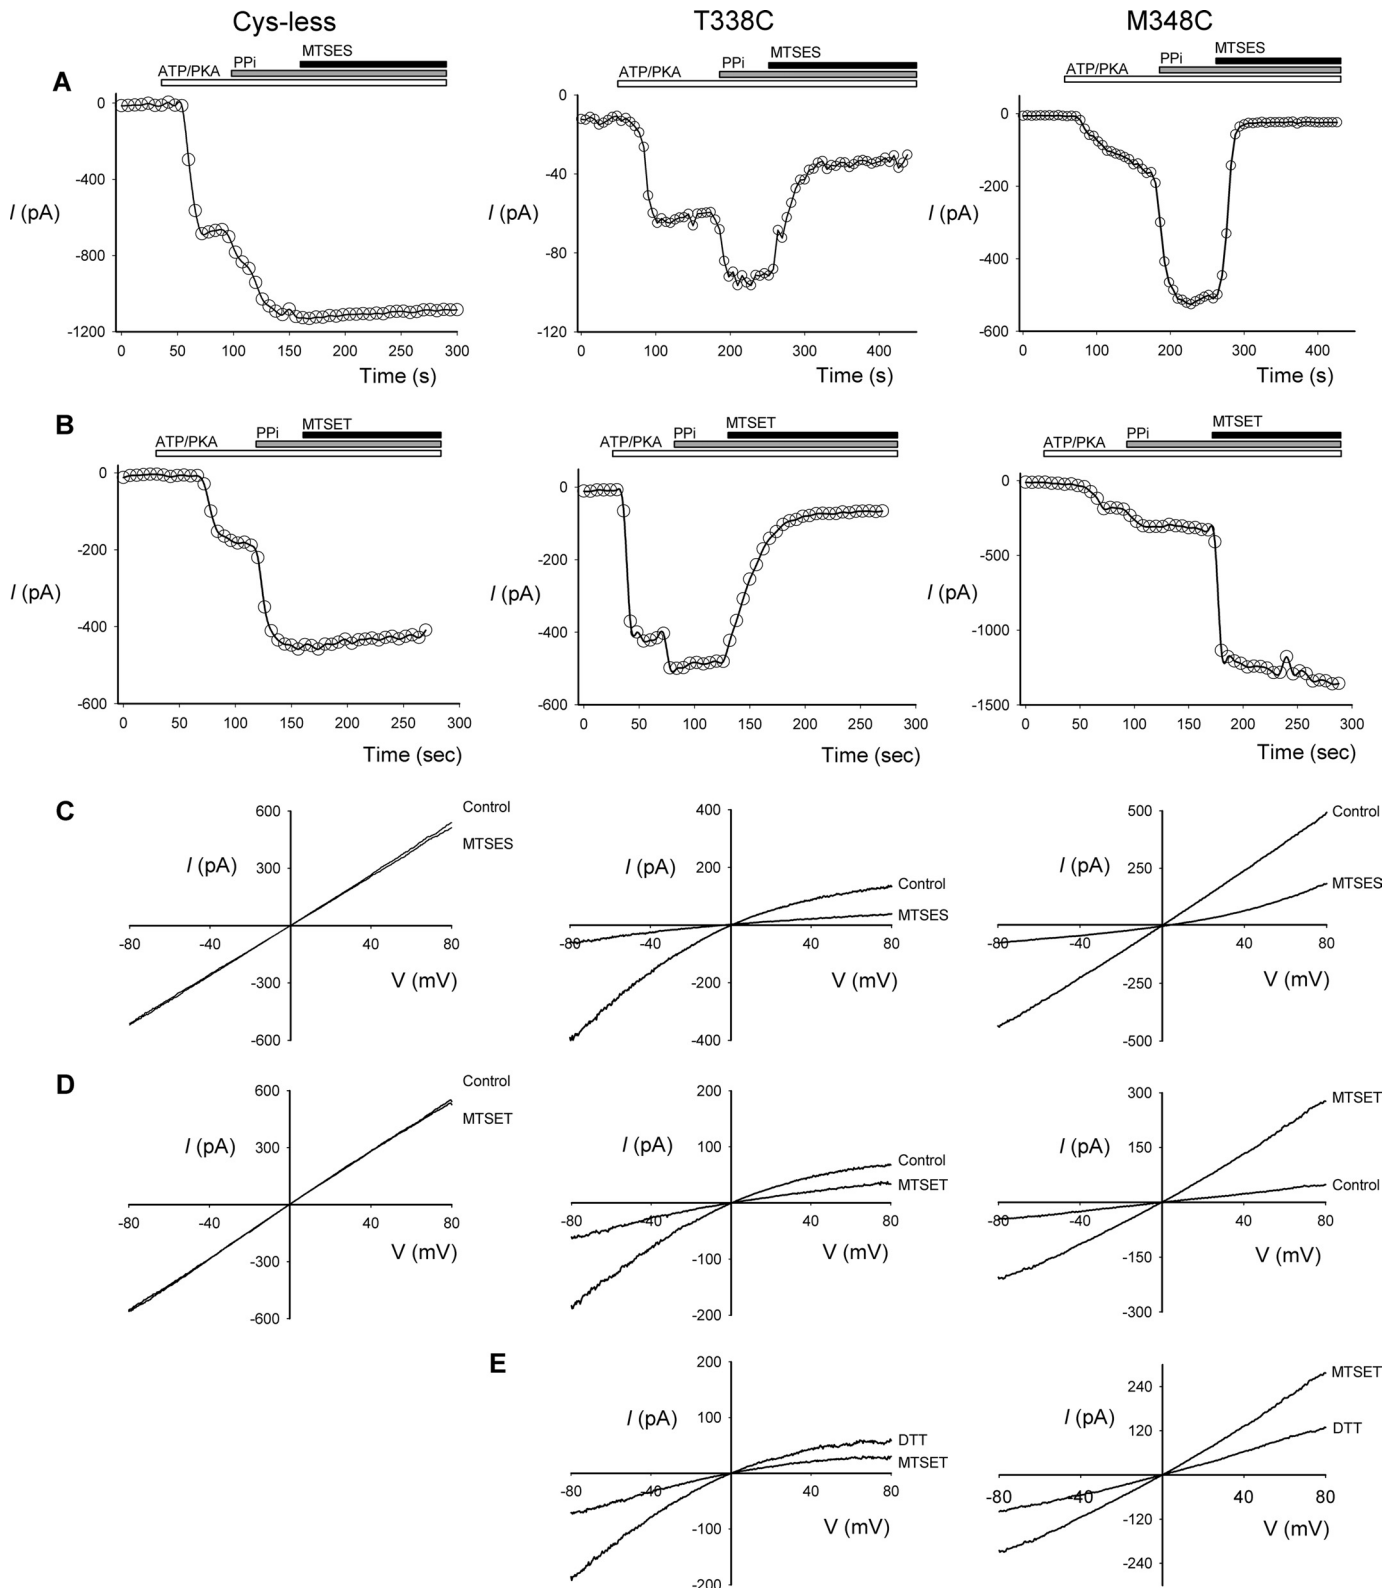 Cys-less T338C M348C
A
MTSES MTSES MTSES
ATP/PKA PPi ATP/PKA PPi ATP/PKA PPi
0 -400 -800 -1200
I (pA)
0 50 100 150 200 250 300
Time (s)
0 -40 -80 -120
I (pA)
0 100 200 300 400
Time (s)
0 -200 -400 -600
I (pA)
0 100 200 300 400
Time (s)
B
MTSET MTSET MTSET
ATP/PKA PPi ATP/PKA PPi ATP/PKA PPi
0 -200 -400 -600
I (pA)
0 50 100 150 200 250 300
Time (sec)
0 -200 -400 -600
I (pA)
0 50 100 150 200 250 300
Time (sec)
0 -500 -1000 -1500
I (pA)
0 50 100 150 200 250 300
Time (sec)
C
600 300 -300 -600
I (pA)
Control
MTSES
-80 -40 40 80
V (mV)
400 200 -200 -400
I (pA)
Control
MTSES
-80 -40 40 80
V (mV)
500 250 -250 -500
I (pA)
Control
MTSES
-80 -40 40 80
V (mV)
D
600 300 -300 -600
I (pA)
Control
MTSET
-80 -40 40 80
V (mV)
200 100 -100 -200
I (pA)
Control
MTSET
-80 -40 40 80
V (mV)
300 150 -150 -300
I (pA)
MTSET
Control
-80 -40 40 80
V (mV)
E
200 100 -100 -200
I (pA)
DTT
MTSET
-80 -40 40 80
V (mV)
240 120 -120 -240
I (pA)
MTSET
DTT
-80 -40 40 80
V (mV)